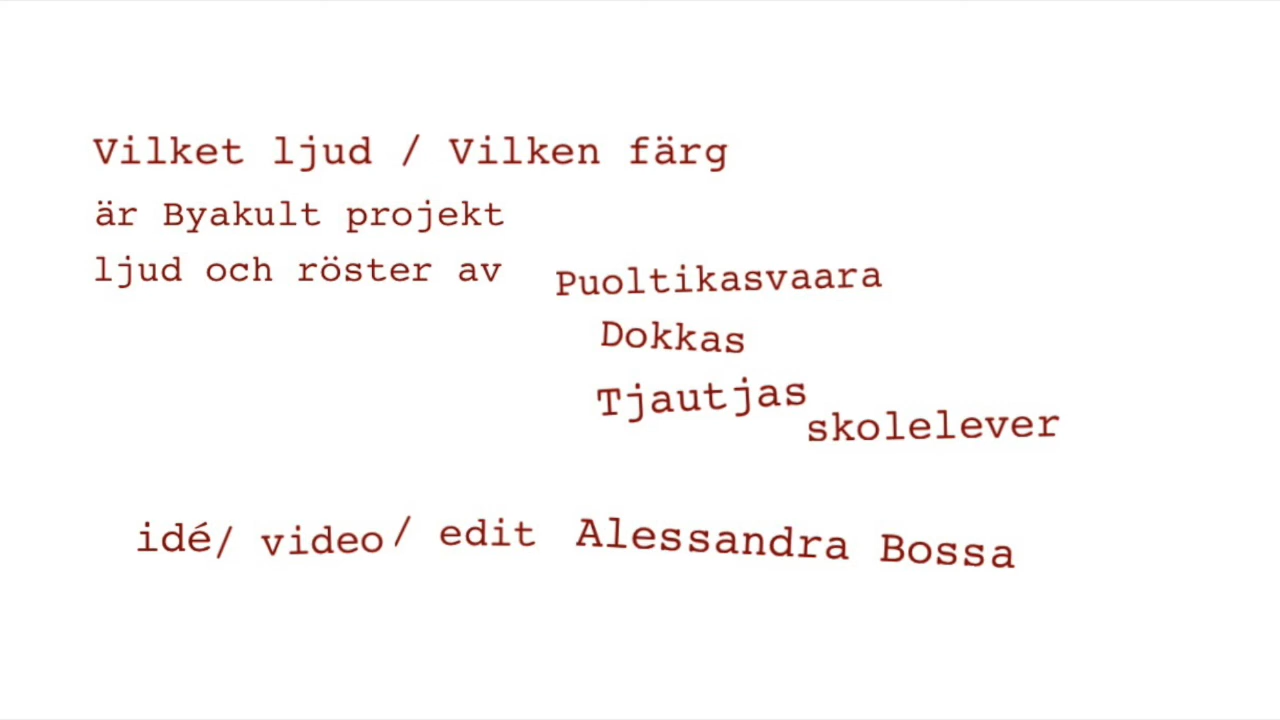 Vilket ljud / Vilken färg
är Byakult projekt
ljud och röster av Puoltikasvaara
Dokkas
Tjautjas
skolelever
idé/ video/ edit Alessandra Bossa